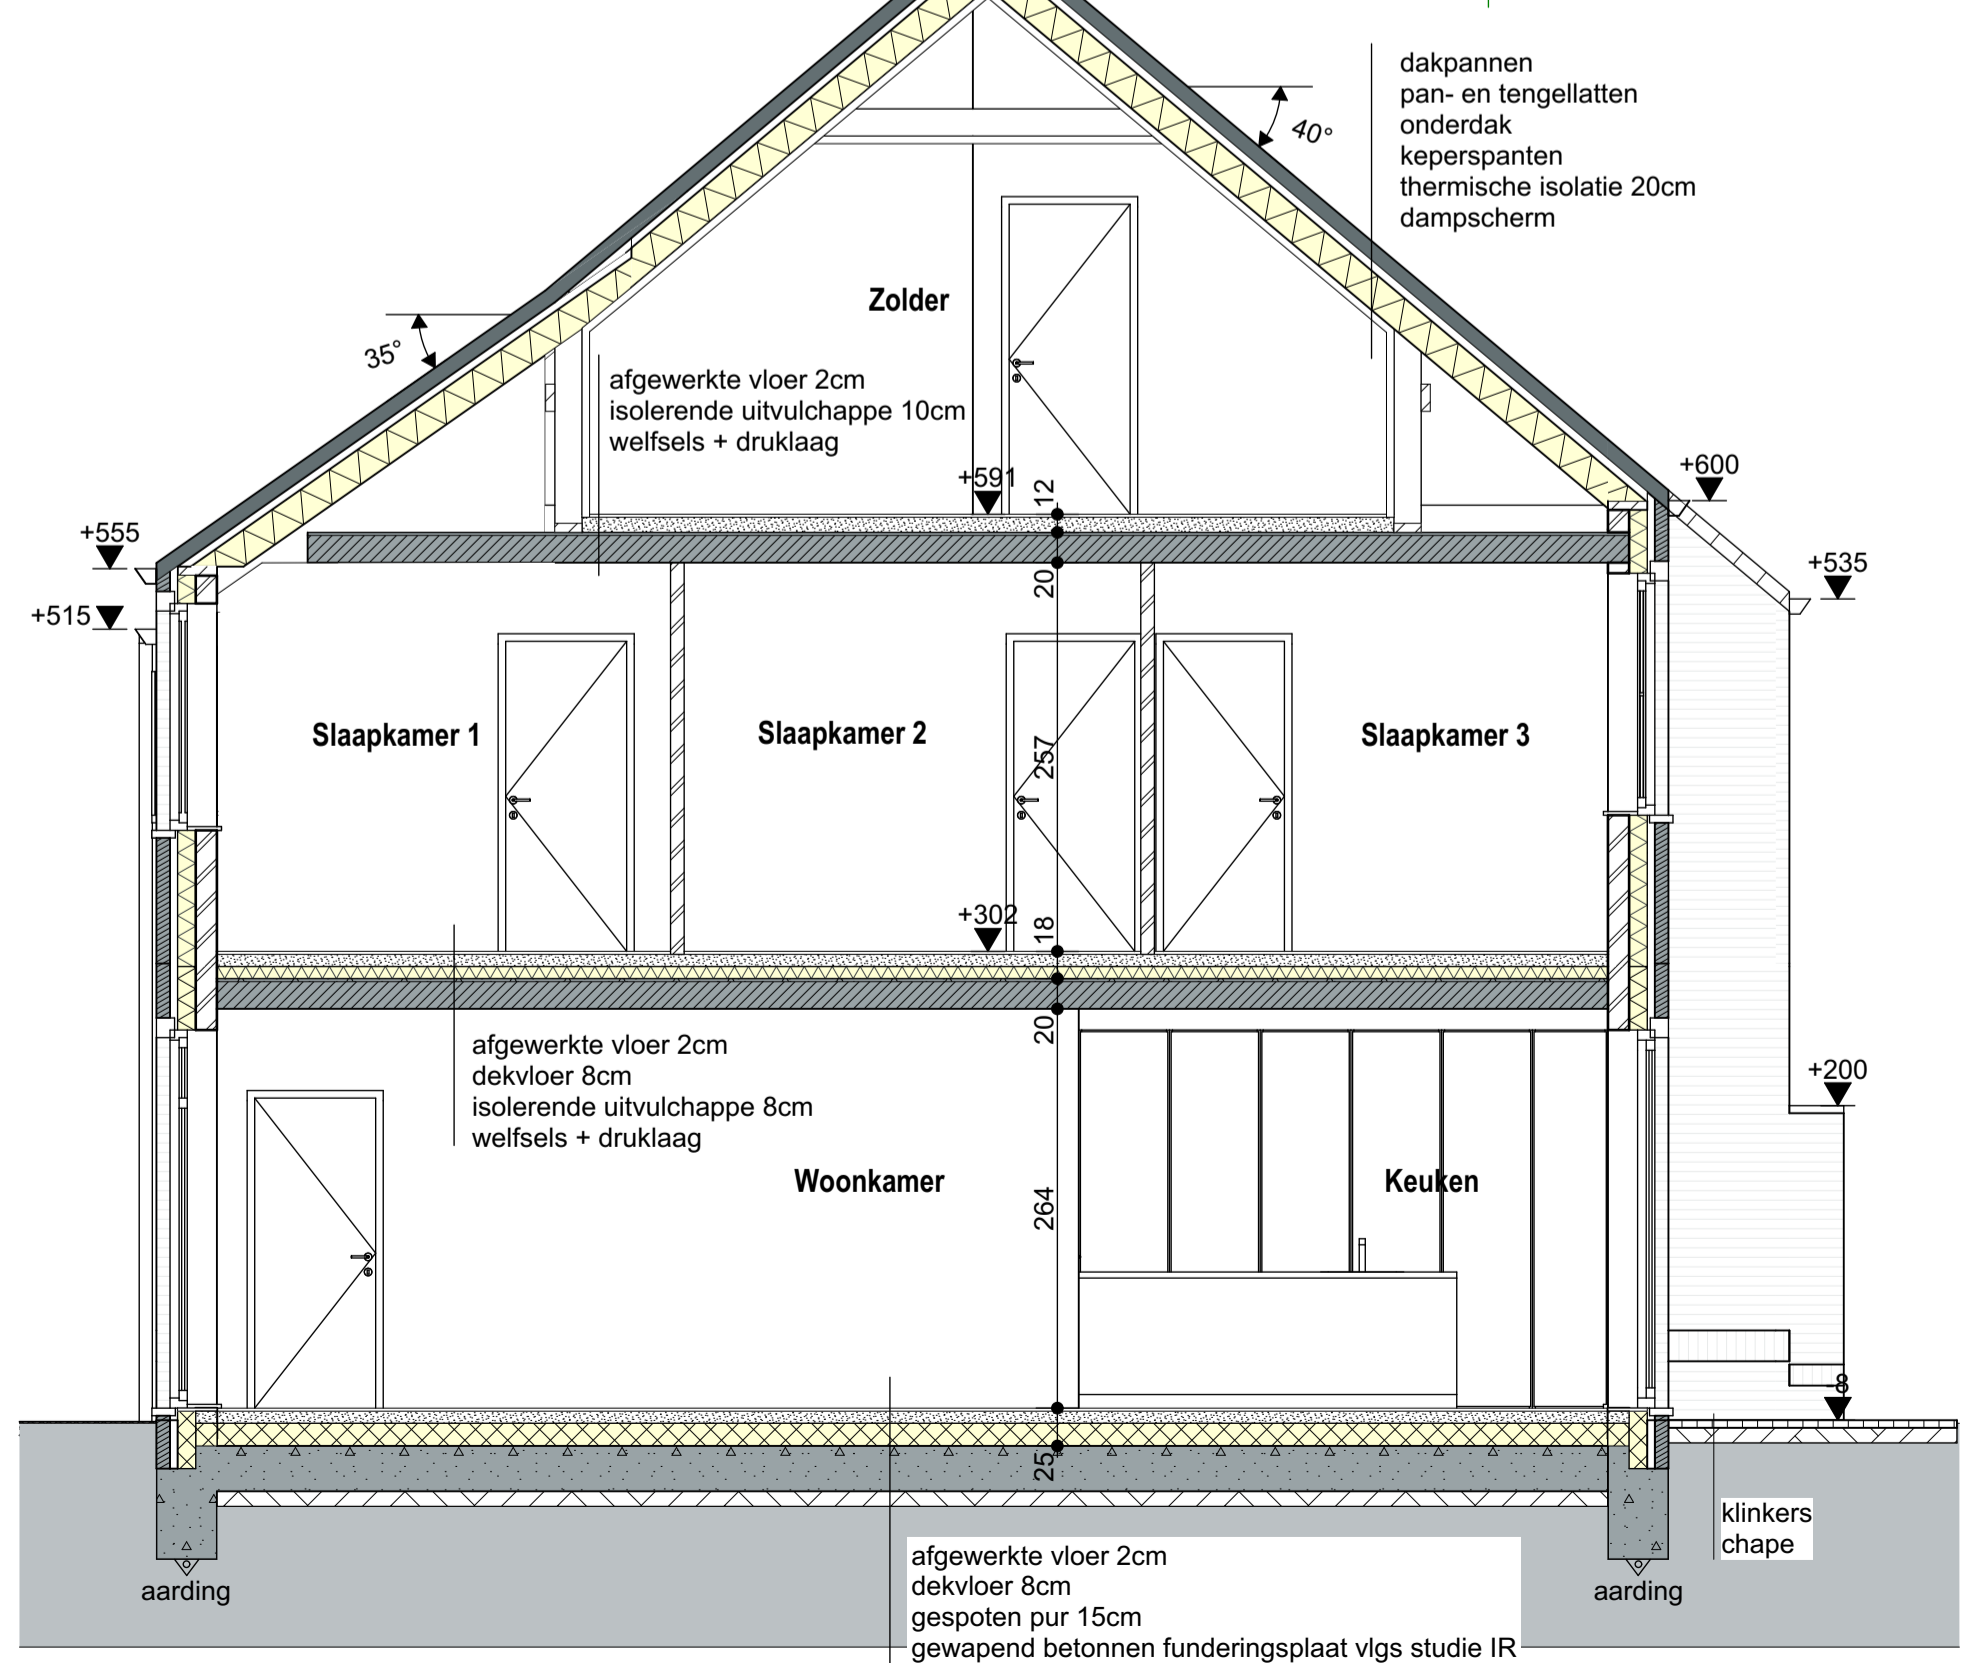 dakpannen
pan- en tengellatten
onderdak
keperspanten
thermische isolatie 20cm
dampscherm
40°
Zolder
35°
afgewerkte vloer 2cm
isolerende uitvulchappe 10cm
welfsels + druklaag
+591
12
+600
+555
+535
20
+515
Slaapkamer 1
Slaapkamer 2
257
Slaapkamer 3
+302
18
20
afgewerkte vloer 2cm
dekvloer 8cm
isolerende uitvulchappe 8cm
welfsels + druklaag
+200
Woonkamer
264
Keuken
-8
25
klinkers
chape
aarding
aarding
afgewerkte vloer 2cm
dekvloer 8cm
gespoten pur 15cm
gewapend betonnen funderingsplaat vlgs studie IR